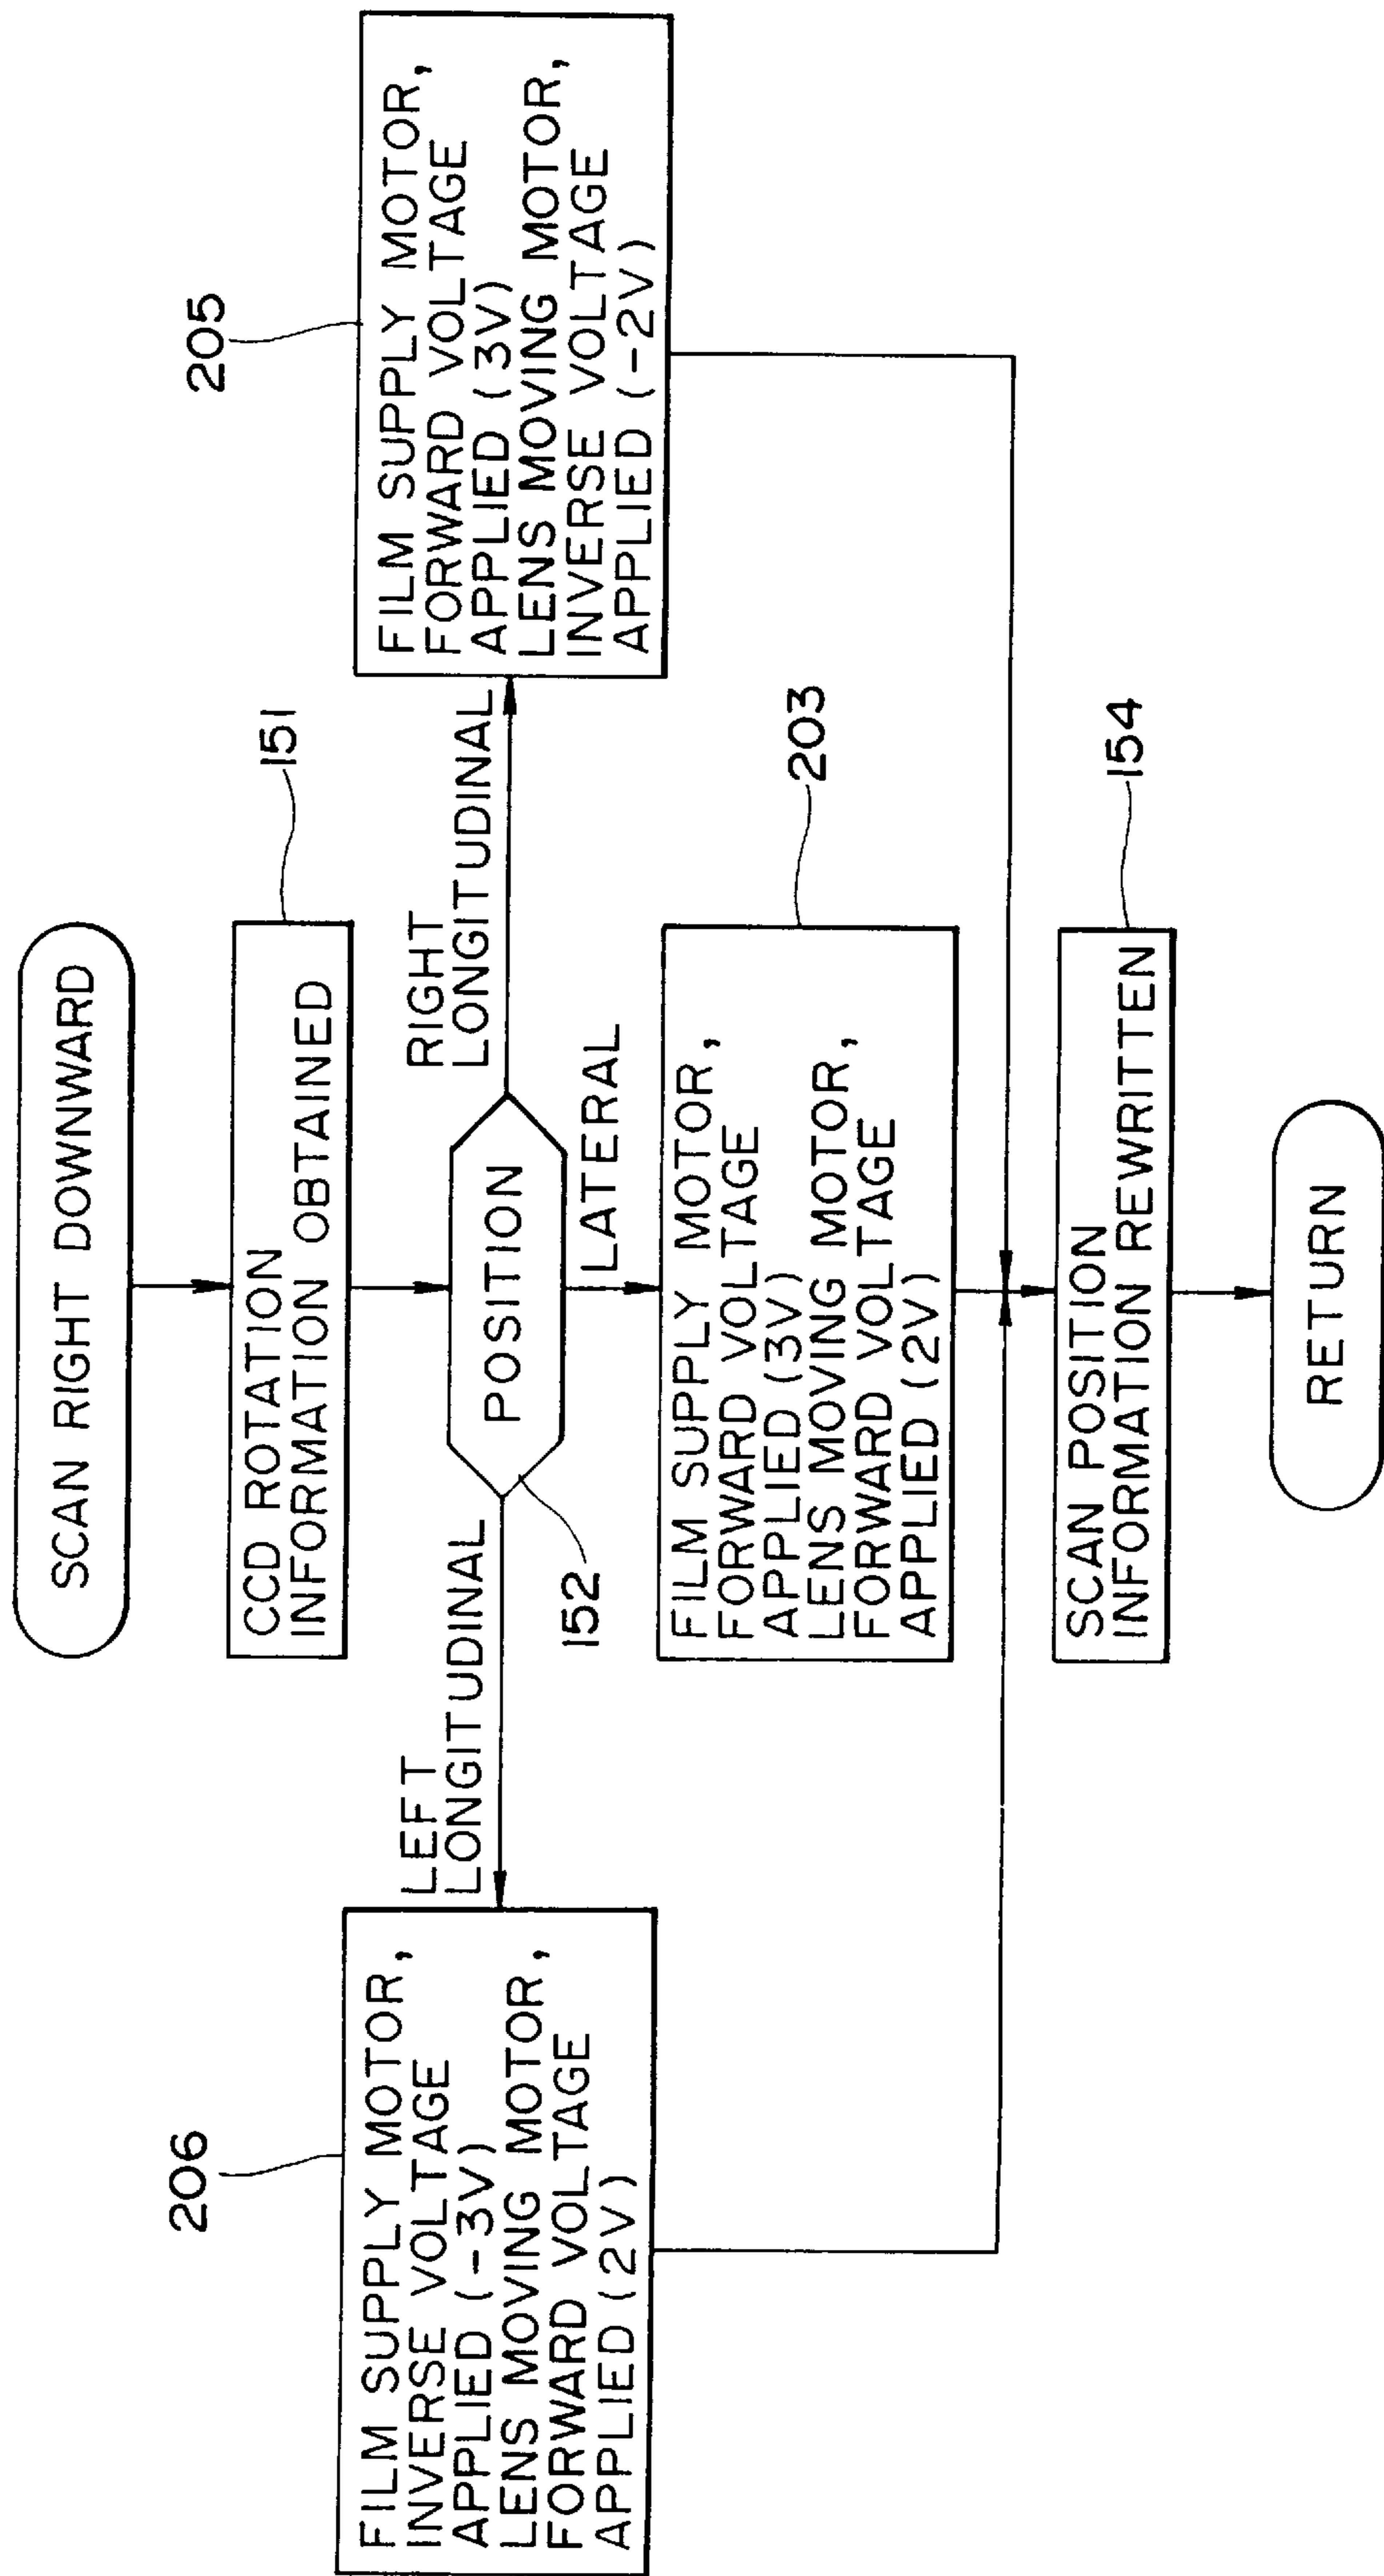 SCAN RIGHT DOWNWARD
151
CCD ROTATION
INFORMATION OBTAINED
152
POSITION
LEFT
LONGITUDINAL
RIGHT
LONGITUDINAL
LATERAL
206
FILM SUPPLY MOTOR,
INVERSE VOLTAGE
APPLIED (-3V)
LENS MOVING MOTOR,
FORWARD VOLTAGE
APPLIED (2V)
203
FILM SUPPLY MOTOR,
FORWARD VOLTAGE
APPLIED (3V)
LENS MOVING MOTOR,
FORWARD VOLTAGE
APPLIED (2V)
205
FILM SUPPLY MOTOR,
FORWARD VOLTAGE
APPLIED (3V)
LENS MOVING MOTOR,
INVERSE VOLTAGE
APPLIED (-2V)
154
SCAN POSITION
INFORMATION REWRITTEN
RETURN